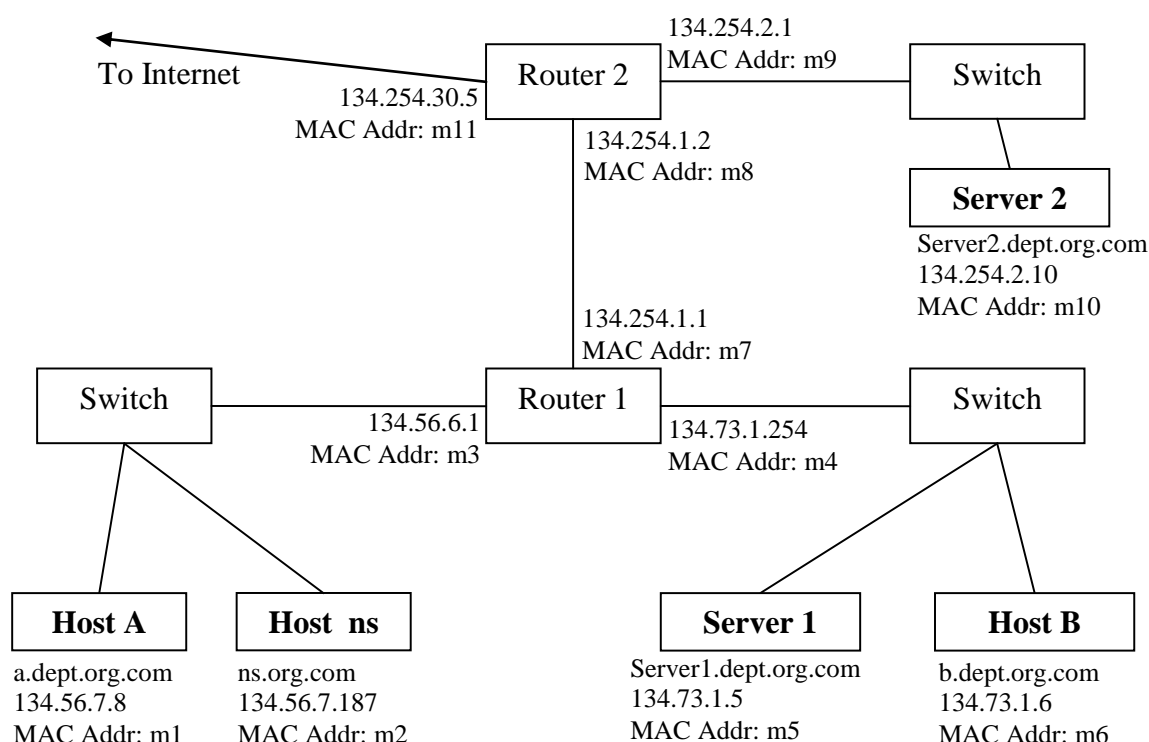 134.254.2.1
MAC Addr: m9
To Internet
Router 2
Switch
134.254.30.5
MAC Addr: m11
134.254.1.2
MAC Addr: m8
Server 2
Server2.dept.org.com
134.254.2.10
MAC Addr: m10
134.254.1.1
MAC Addr: m7
Switch
Router 1
Switch
134.56.6.1
MAC Addr: m3
134.73.1.254
MAC Addr: m4
Host A
Host ns
Server 1
Host B
a.dept.org.com
134.56.7.8
MAC Addr: m1
ns.org.com
134.56.7.187
MAC Addr: m2
Server1.dept.org.com
134.73.1.5
MAC Addr: m5
b.dept.org.com
134.73.1.6
MAC Addr: m6